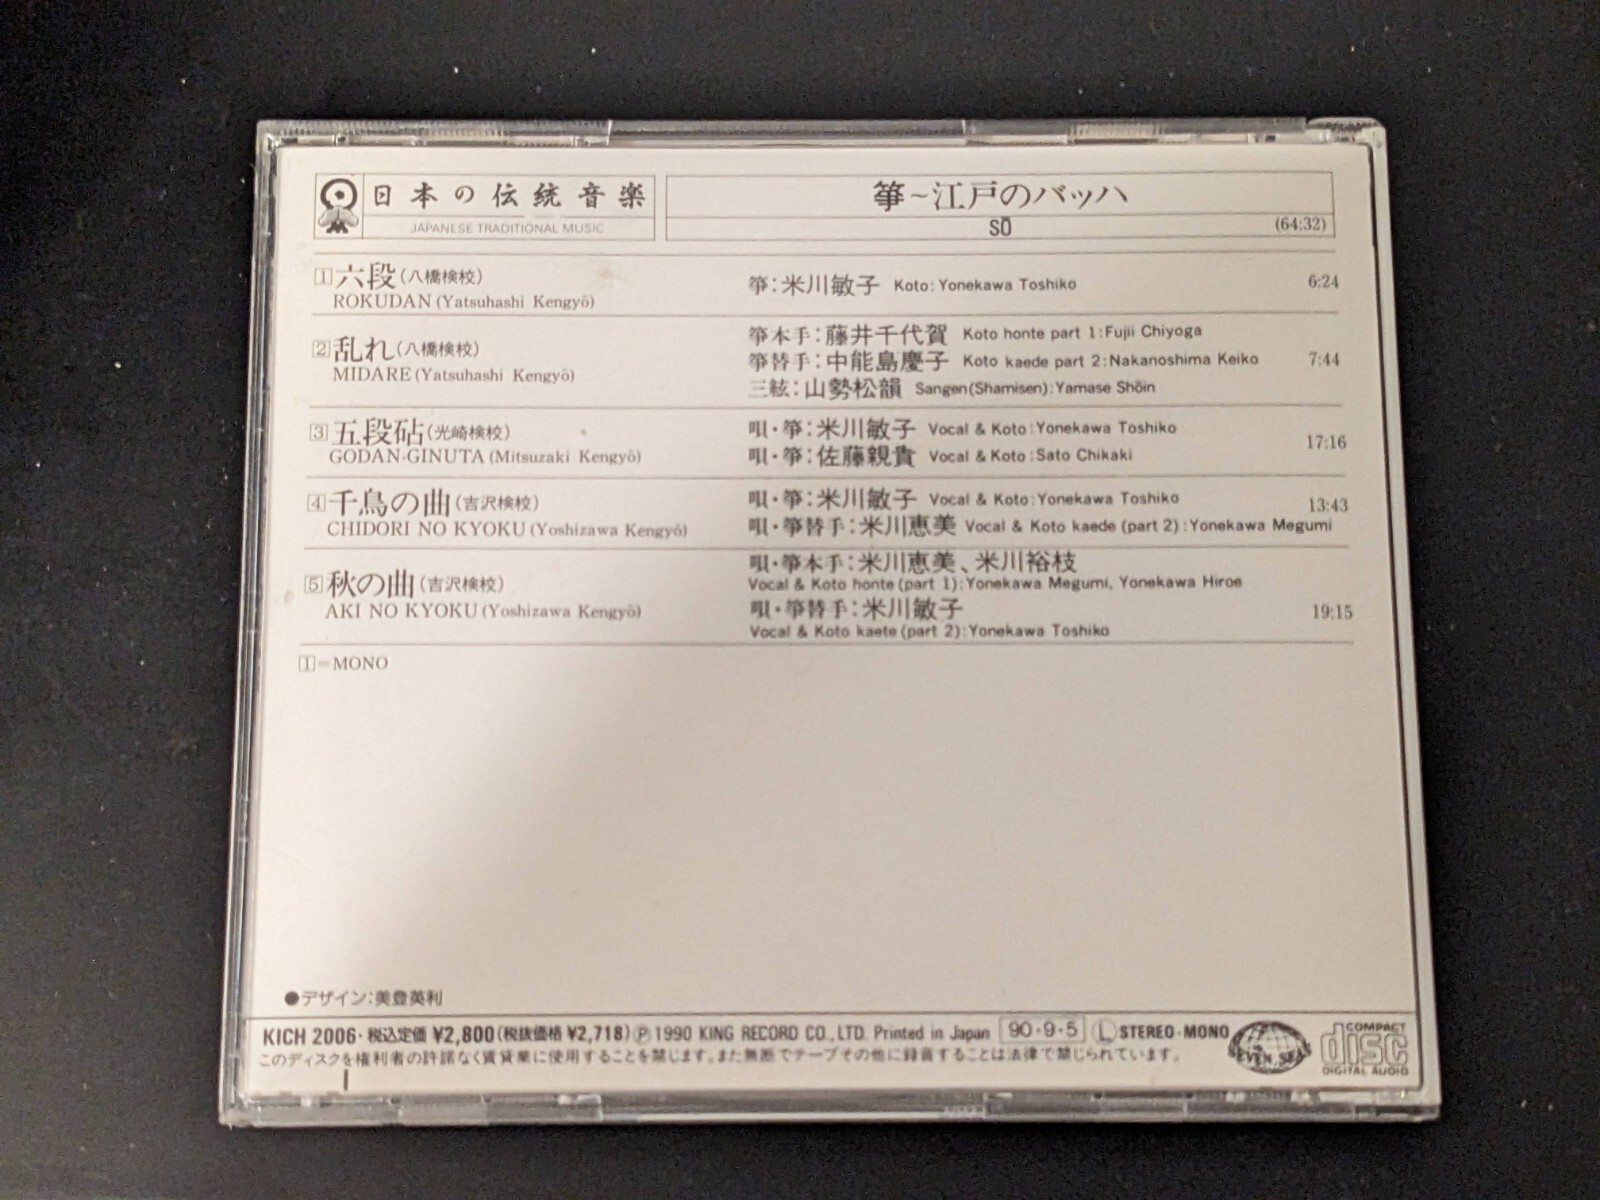 日本の伝統音楽
JAPANESE TRADITIONAL MUSIC
箏~江戸のバッハ
SŌ
(64:32)
1 六段(八橋検校)
ROKUDAN (Yatsuhashi Kengyō)
箏:米川敏子 Koto: Yonekawa Toshiko
6:24
2 乱れ(八橋検校)
MIDARE (Yatsuhashi Kengyō)
箏本手:藤井千代賀 Koto honte part 1:Fujii Chiyoga
箏替手:中能島慶子 Koto kaede part 2:Nakanoshima Keiko
三絃:山勢松韻 Sangen(Shamisen):Yamase Shōin
7:44
3 五段砧(光崎検校)
GODAN-GINUTA (Mitsuzaki Kengyō)
唄・箏:米川敏子 Vocal & Koto:Yonekawa Toshiko
唄・箏:佐藤親貴 Vocal & Koto:Sato Chikaki
17:16
4 千鳥の曲(吉沢検校)
CHIDORI NO KYOKU (Yoshizawa Kengyō)
唄・箏:米川敏子 Vocal & Koto:Yonekawa Toshiko
唄・箏替手:米川恵美 Vocal & Koto kaede (part 2):Yonekawa Megumi
13:43
5 秋の曲(吉沢検校)
AKI NO KYOKU (Yoshizawa Kengyō)
唄・箏本手:米川恵美、米川裕枝
Vocal & Koto honte (part 1):Yonekawa Megumi, Yonekawa Hiroe
唄・箏替手:米川敏子
Vocal & Koto kaete (part 2):Yonekawa Toshiko
19:15
1=MONO
●デザイン:美登英利
KICH 2006・税込定価 ¥2,800(税抜価格 ¥2,718) Ⓟ 1990 KING RECORD CO., LTD. Printed in Japan 90・9・5 Ⓛ STEREO・MONO
このディスクを権利者の許諾なく賃貸業に使用することを禁じます。また無断でテープその他に録音することは法律で禁じられています。
SEVEN SEAS
COMPACT
disc
DIGITAL AUDIO